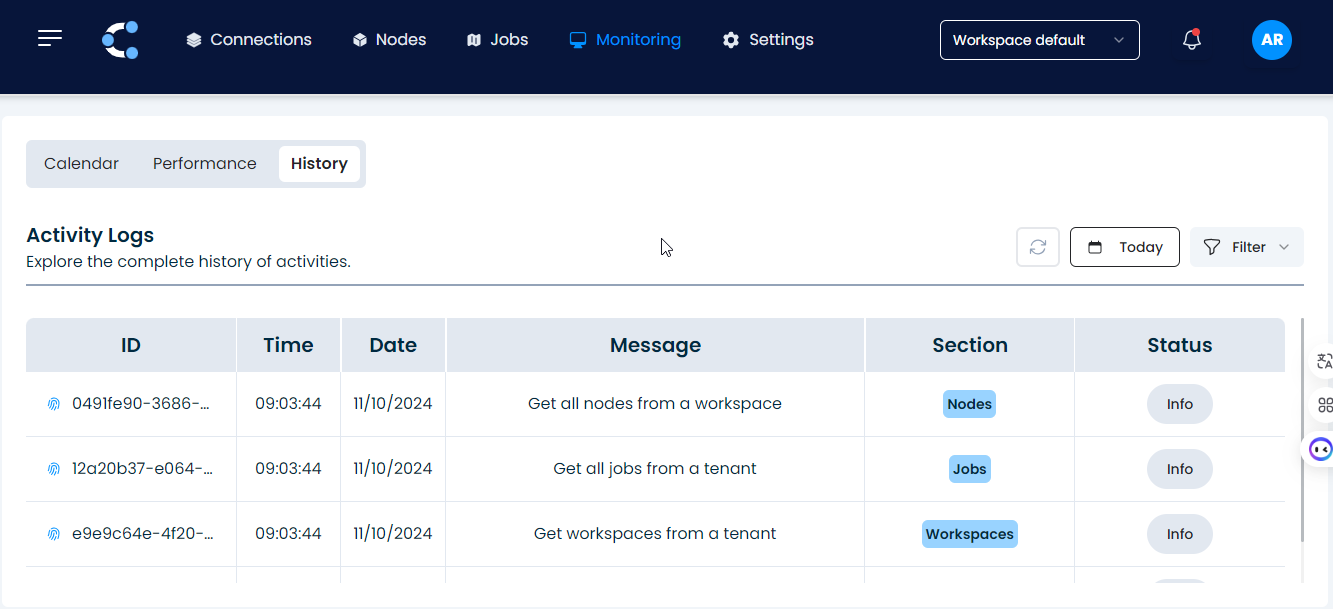 Connections Nodes Jobs Monitoring Settings Workspace default AR
Calendar Performance History
Activity Logs
Explore the complete history of activities.
Today Filter
ID Time Date Message Section Status
0491fe90-3686-... 09:03:44 11/10/2024 Get all nodes from a workspace Nodes Info
12a20b37-e064-... 09:03:44 11/10/2024 Get all jobs from a tenant Jobs Info
e9e9c64e-4f20-... 09:03:44 11/10/2024 Get workspaces from a tenant Workspaces Info